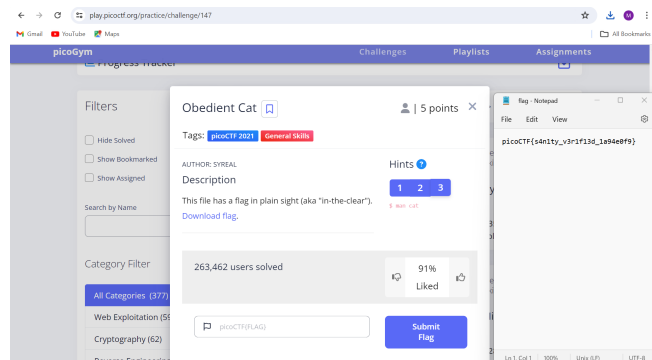 play.picoctf.org/practice/challenge/147
M
Gmail
YouTube
Maps
All Bookmarks
picoGym
Challenges
Playlists
Assignments
Progress Tracker
Filters
Hide Solved
Show Bookmarked
Show Assigned
Search by Name
Category Filter
All Categories (377)
Web Exploitation (59
Cryptography (62)
Obedient Cat
| 5 points
Tags: picoCTF 2021 General Skills
AUTHOR: SYREAL
Description
This file has a flag in plain sight (aka "in-the-clear").
Download flag.
Hints ?
1 2 3
$ man cat
263,462 users solved
91%
Liked
picoCTF{FLAG}
Submit
Flag
flag - Notepad
File Edit View
picoCTF{s4n1ty_v3r1f13d_1a94e0f9}
Ln 1, Col 1 100% Unix (LF) UTF-8